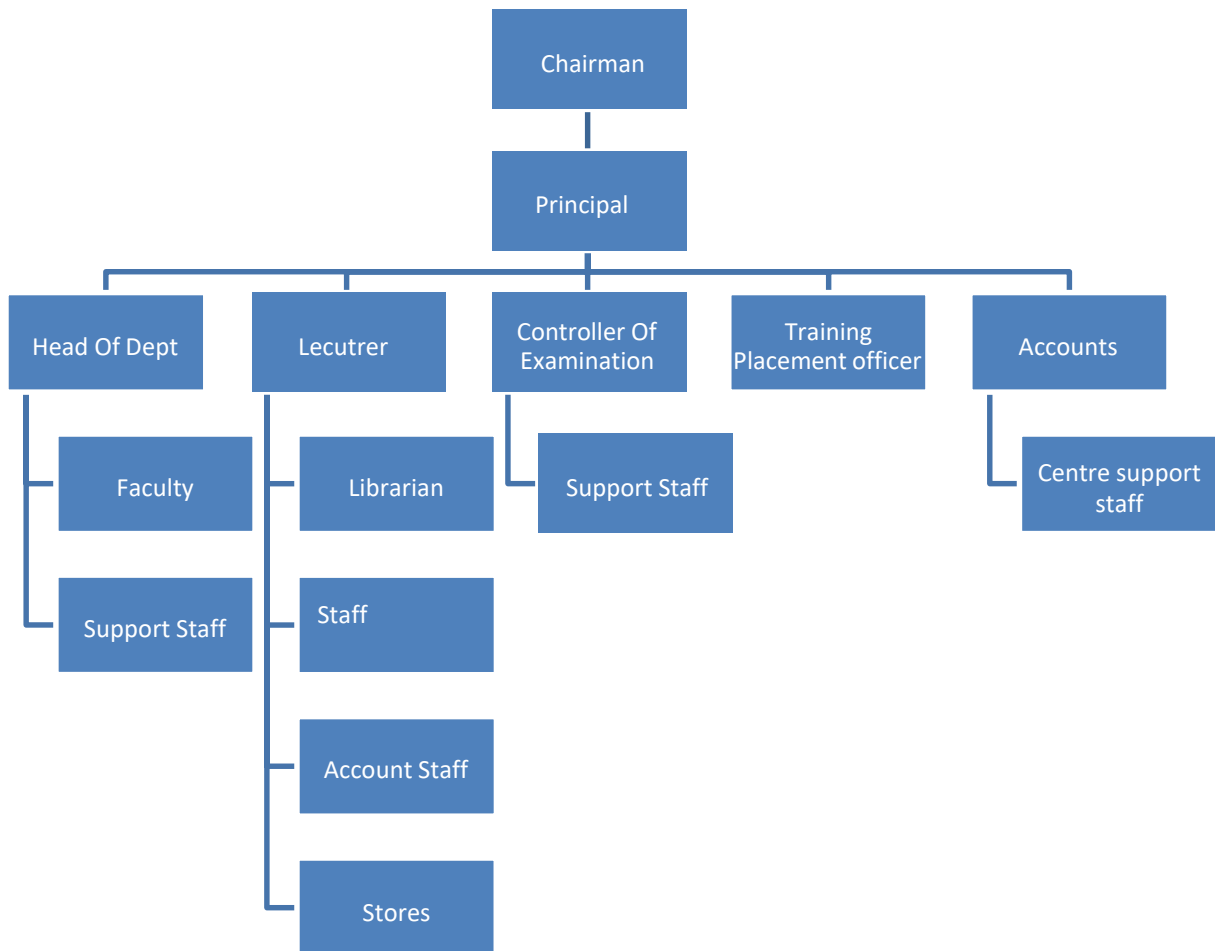 Chairman
Principal
Head Of Dept
Lecutrer
Controller Of
Examination
Training
Placement officer
Accounts
Faculty
Librarian
Support Staff
Centre support
staff
Support Staff
Staff
Account Staff
Stores